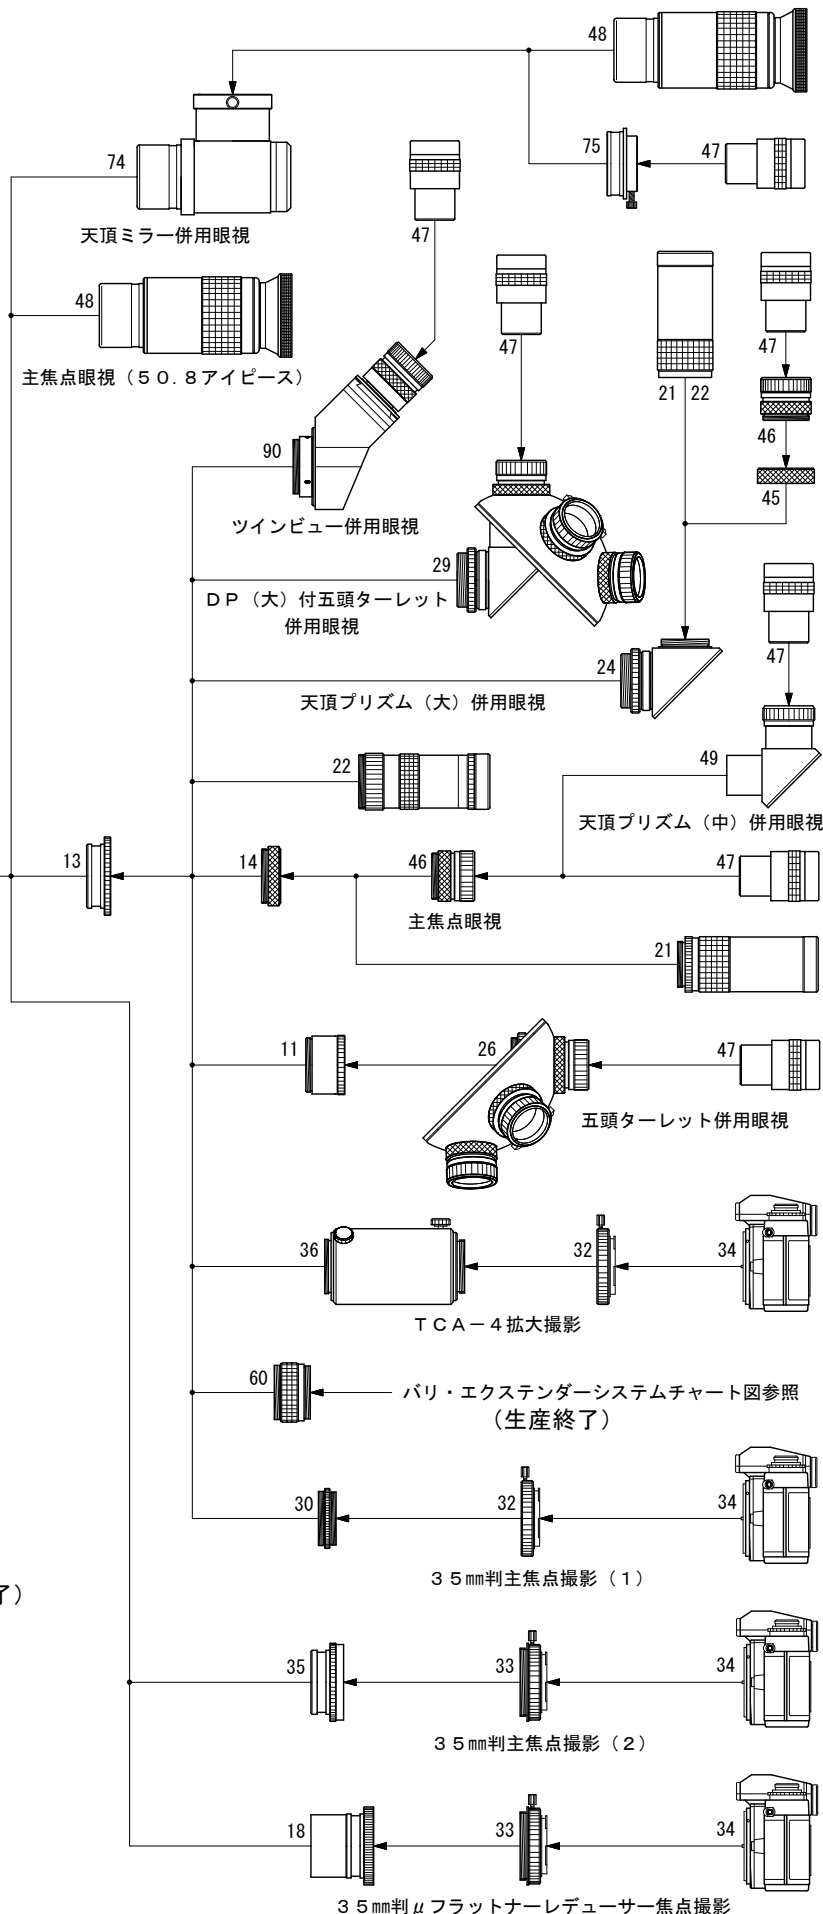 48
75
47
74
天頂ミラー併用眼視
47
48
主焦点眼視（５０.８アイピース）
47
21
22
47
46
45
90
ツインビュー併用眼視
29
ＤＰ（大）付五頭ターレット
併用眼視
24
天頂プリズム（大）併用眼視
47
22
49
天頂プリズム（中）併用眼視
13
14
46
47
主焦点眼視
21
11
26
47
五頭ターレット併用眼視
36
32
34
ＴＣＡ－４拡大撮影
60
バリ・エクステンダーシステムチャート図参照
（生産終了）
30
32
34
３５㎜判主焦点撮影（１）
了）
35
33
34
３５㎜判主焦点撮影（２）
18
33
34
３５㎜判μフラットナーレデューサー焦点撮影